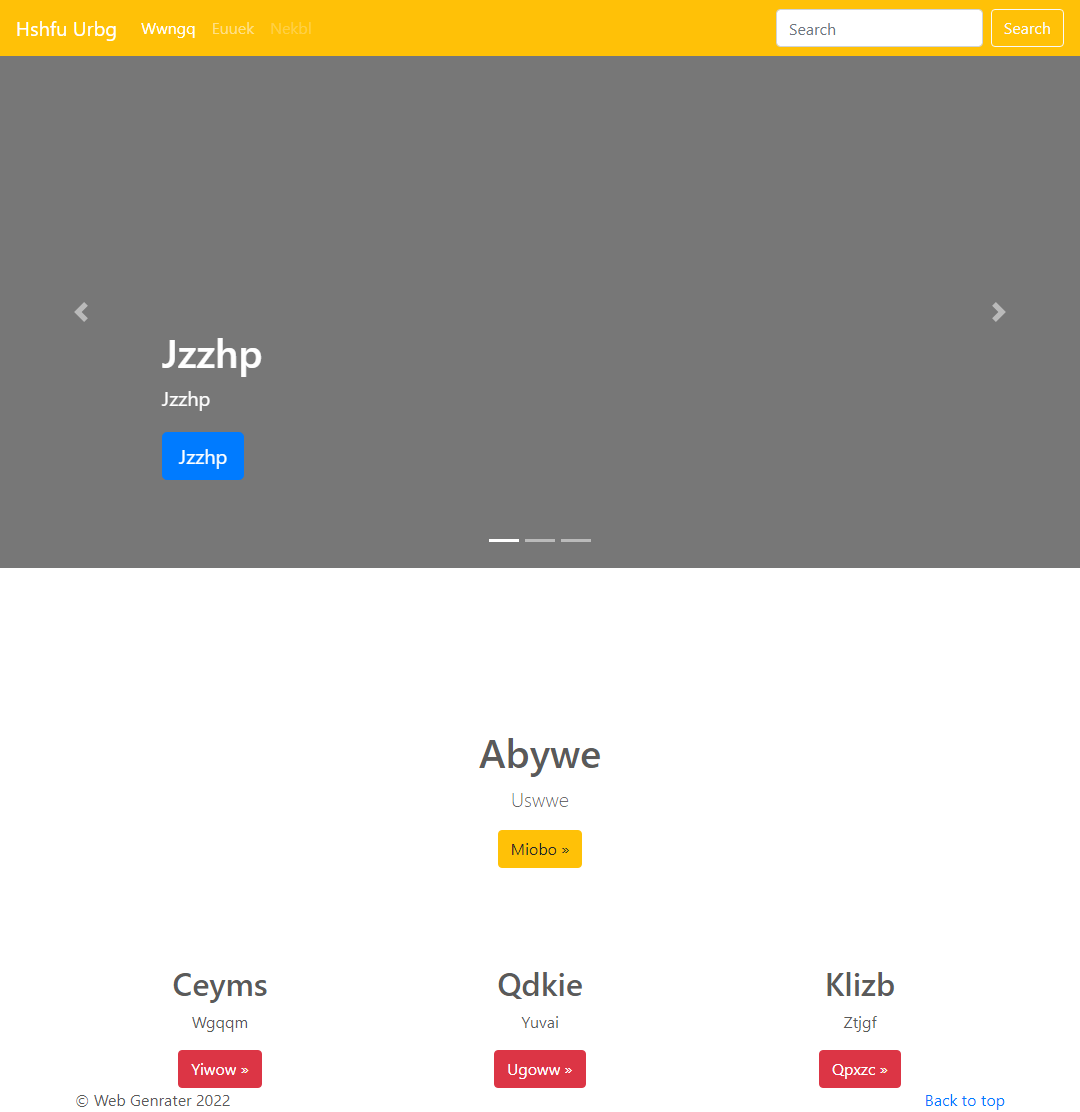 Hshfu Urbg Wwngq Euuek Nekbl Search Search
Jzzhp
Jzzhp
Jzzhp
Abywe
Uswwe
Miobo »
Ceyms Qdkie Klizb
Wgqqm Yuvai Ztjgf
Yiwow » Ugoww » Qpxzc »
© Web Genrater 2022 Back to top